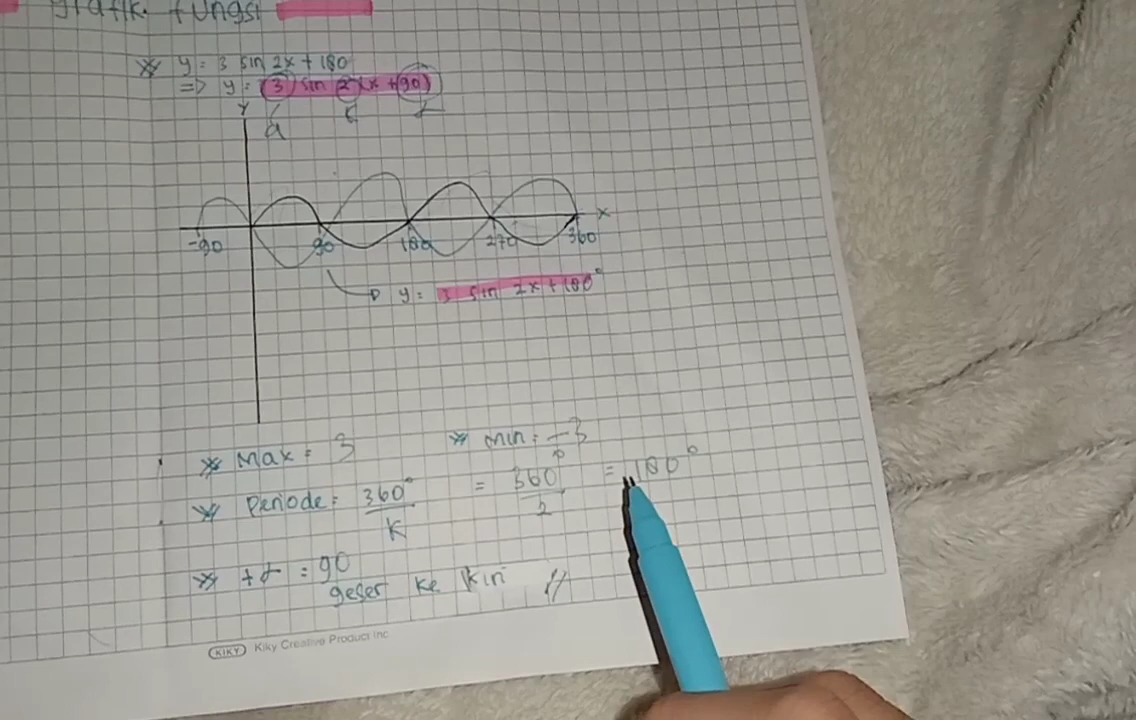 grafik fungsi
y = 3 sin 2x + 180
=> y = (3) sin 2 (x + 90)
Y
a k α
x
-90 90 180 270 360
y = 3 sin 2x + 180°
Max = 3 Min = -3
Periode = 360° / K = 360° / 2 = 180°
+α = 90
geser ke kiri //
KIKY Kiky Creative Product Inc